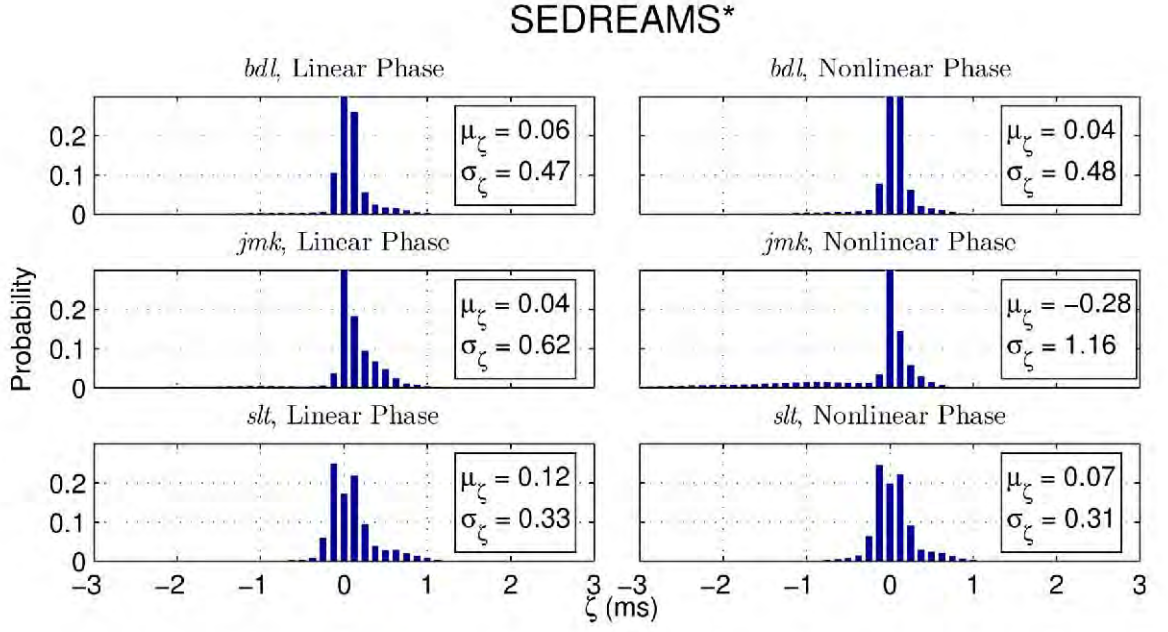 SEDREAMS*
bdl, Linear Phase
bdl, Nonlinear Phase
0.2
0.1
0
μζ = 0.06
σζ = 0.47
μζ = 0.04
σζ = 0.48
jmk, Linear Phase
jmk, Nonlinear Phase
Probability
0.2
0.1
0
μζ = 0.04
σζ = 0.62
μζ = −0.28
σζ = 1.16
slt, Linear Phase
slt, Nonlinear Phase
0.2
0.1
0
μζ = 0.12
σζ = 0.33
μζ = 0.07
σζ = 0.31
−3 −2 −1 0 1 2 3
−3 −2 −1 0 1 2 3
ζ (ms)